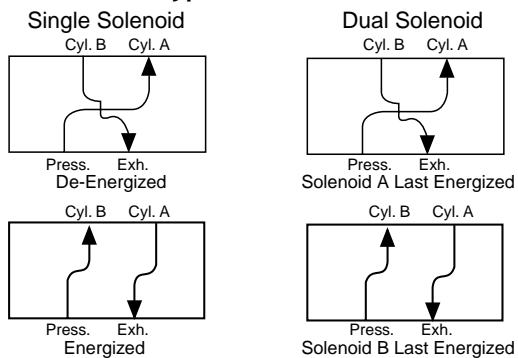 Single Solenoid
Cyl. B Cyl. A
Press. Exh.
De-Energized
Cyl. B Cyl. A
Press. Exh.
Energized
Dual Solenoid
Cyl. B Cyl. A
Press. Exh.
Solenoid A Last Energized
Cyl. B Cyl. A
Press. Exh.
Solenoid B Last Energized